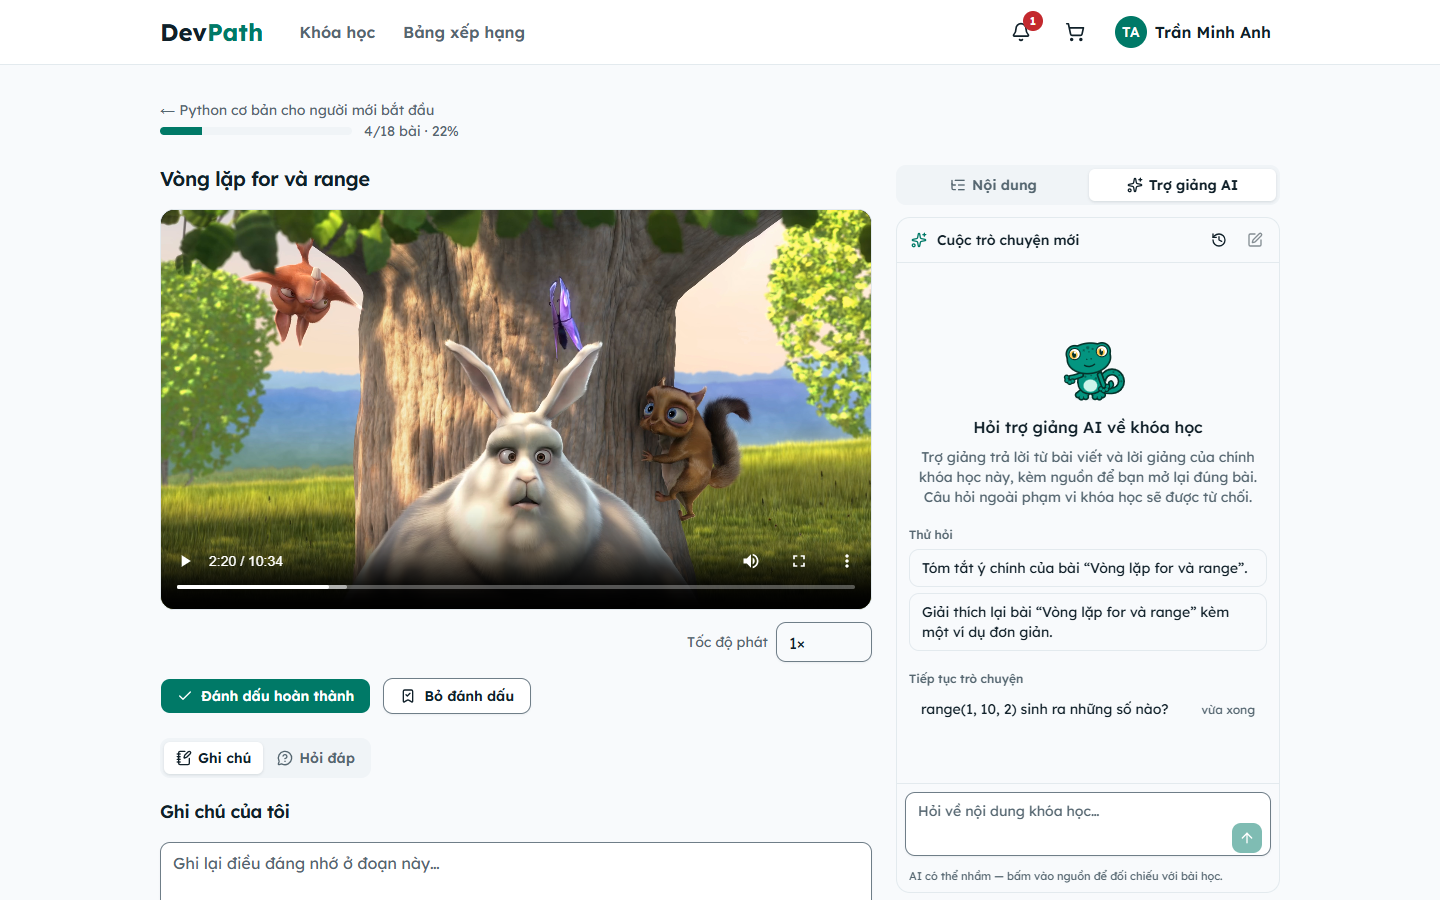 DevPath
Khóa học
Bảng xếp hạng
1
TA
Trần Minh Anh
← Python cơ bản cho người mới bắt đầu
4/18 bài · 22%
Vòng lặp for và range
2:20 / 10:34
Tốc độ phát
1×
Đánh dấu hoàn thành
Bỏ đánh dấu
Ghi chú
Hỏi đáp
Ghi chú của tôi
Ghi lại điều đáng nhớ ở đoạn này…
Nội dung
Trợ giảng AI
Cuộc trò chuyện mới
Hỏi trợ giảng AI về khóa học
Trợ giảng trả lời từ bài viết và lời giảng của chính
khóa học này, kèm nguồn để bạn mở lại đúng bài.
Câu hỏi ngoài phạm vi khóa học sẽ được từ chối.
Thử hỏi
Tóm tắt ý chính của bài “Vòng lặp for và range”.
Giải thích lại bài “Vòng lặp for và range” kèm
một ví dụ đơn giản.
Tiếp tục trò chuyện
range(1, 10, 2) sinh ra những số nào?
vừa xong
Hỏi về nội dung khóa học…
AI có thể nhầm — bấm vào nguồn để đối chiếu với bài học.